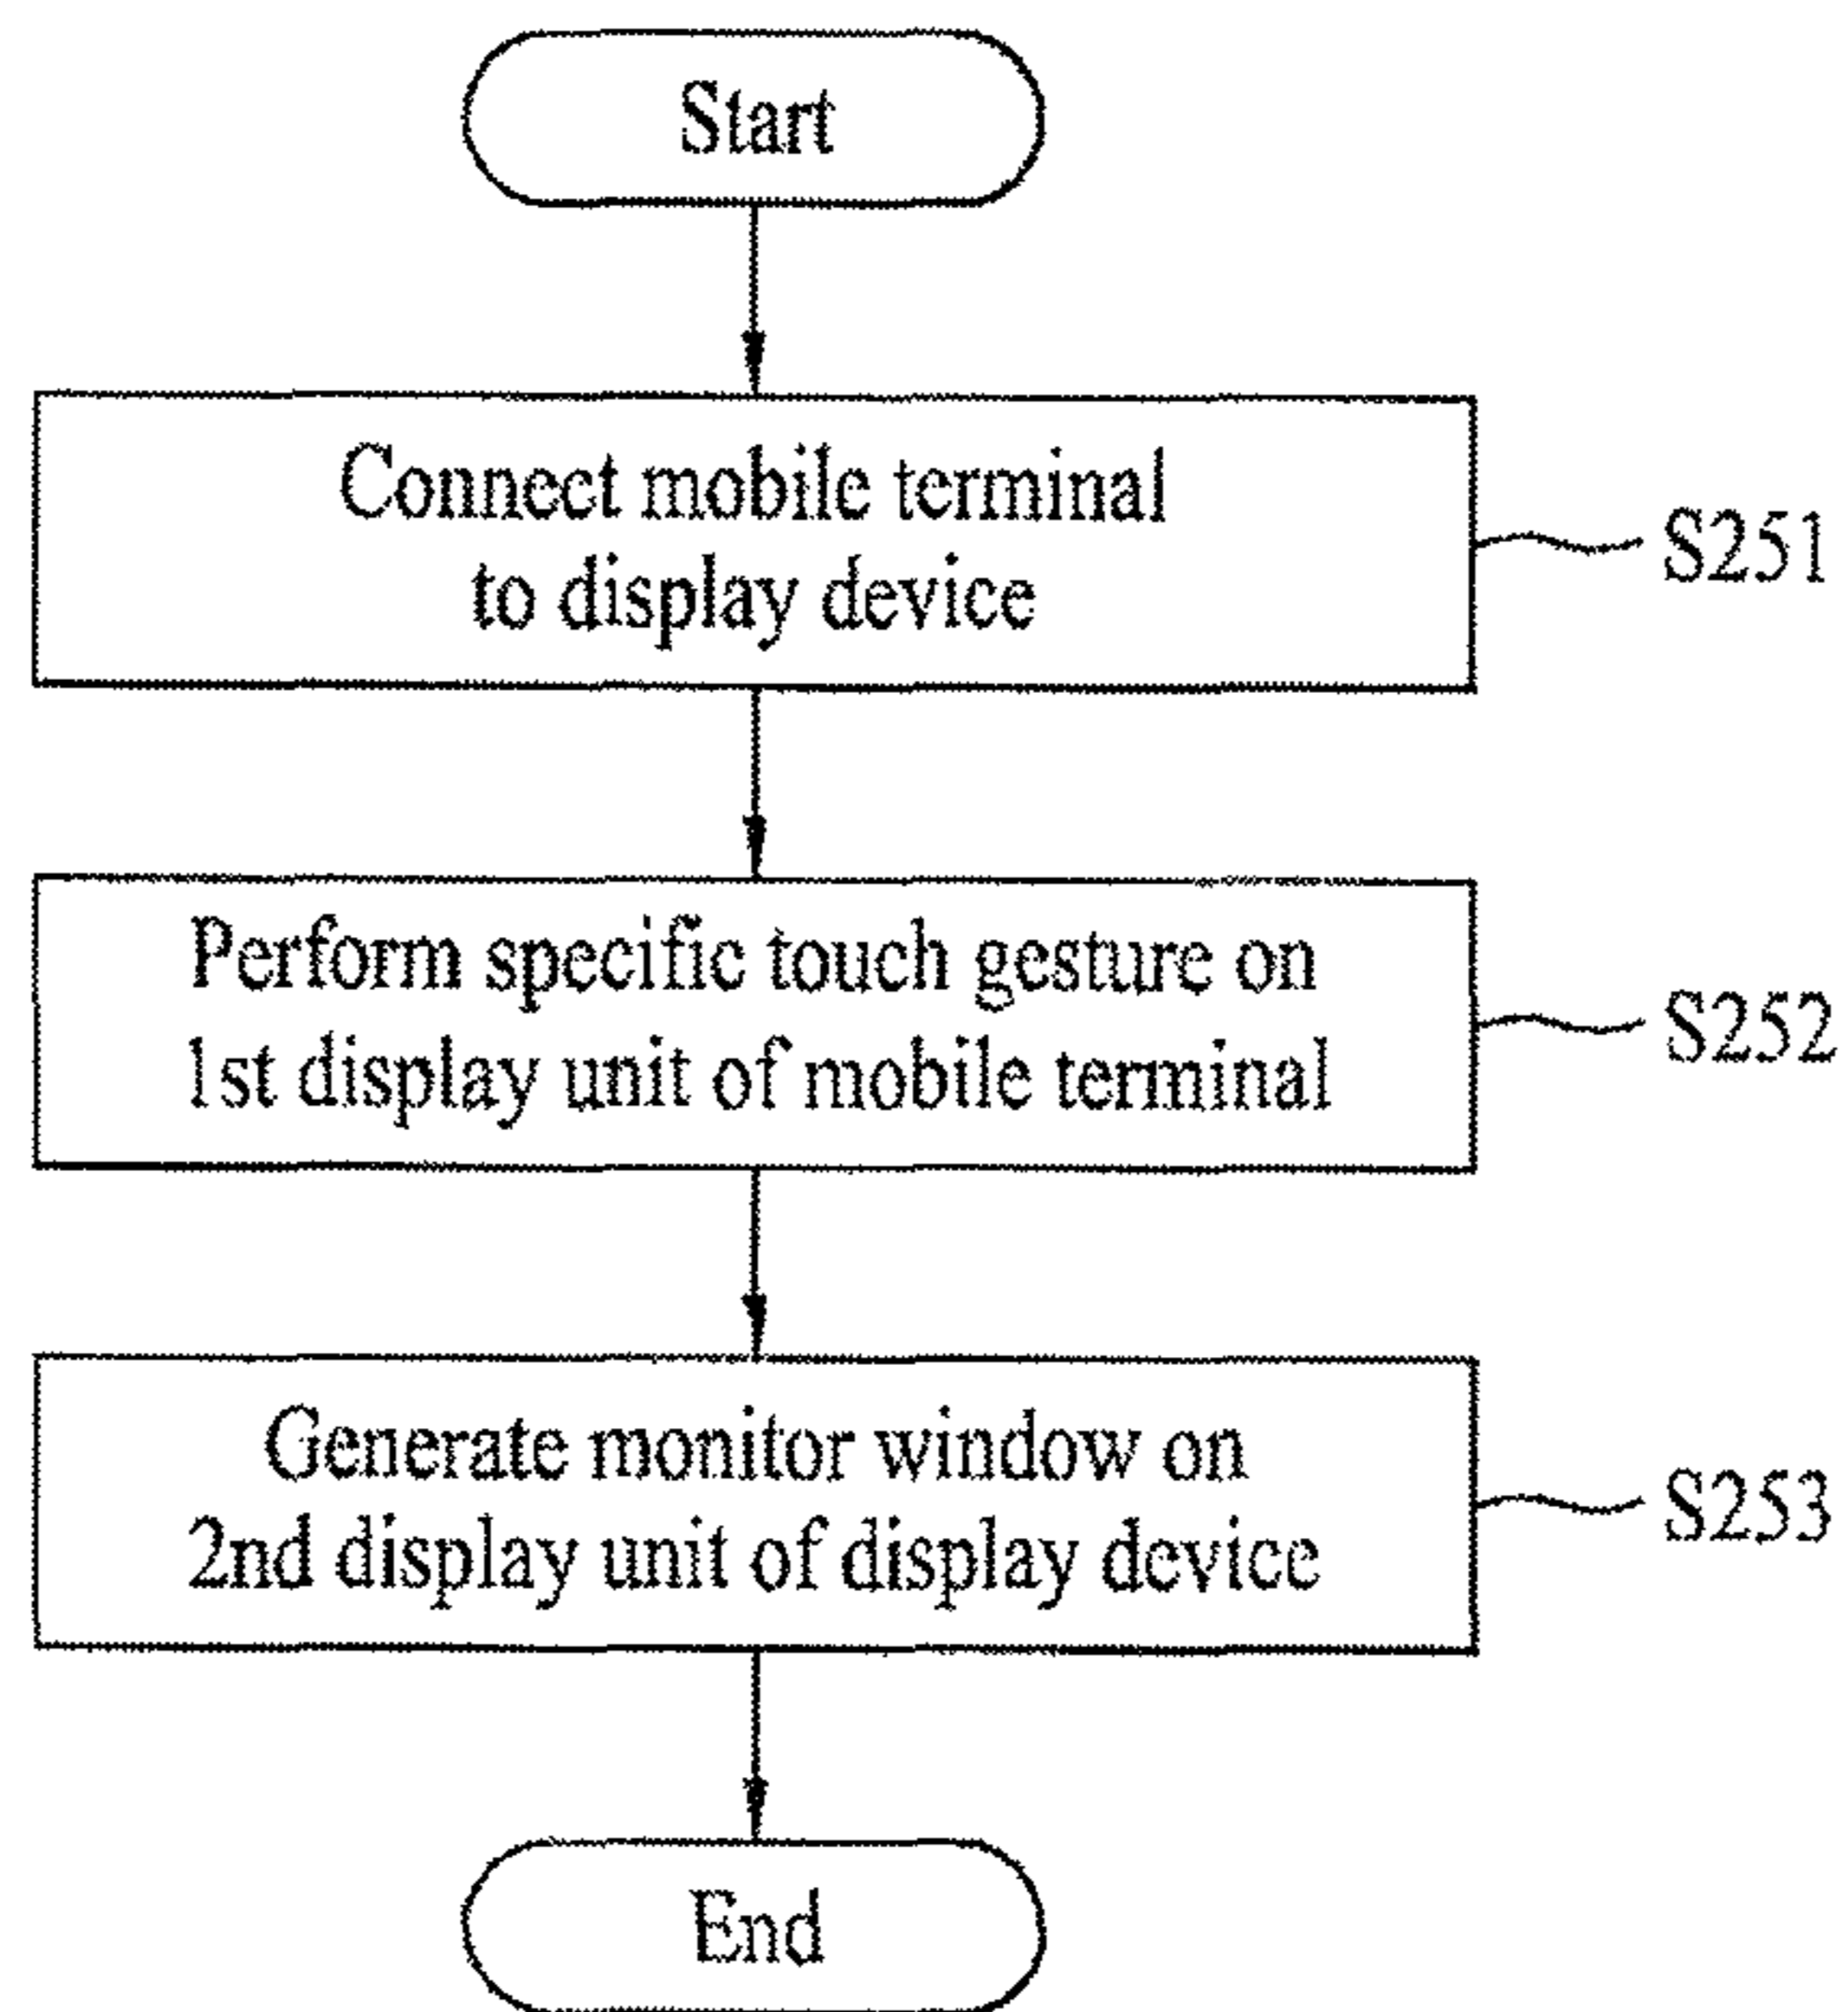 Start
Connect mobile terminal
to display device
S251
Perform specific touch gesture on
1st display unit of mobile terminal
S252
Generate monitor window on
2nd display unit of display device
S253
End